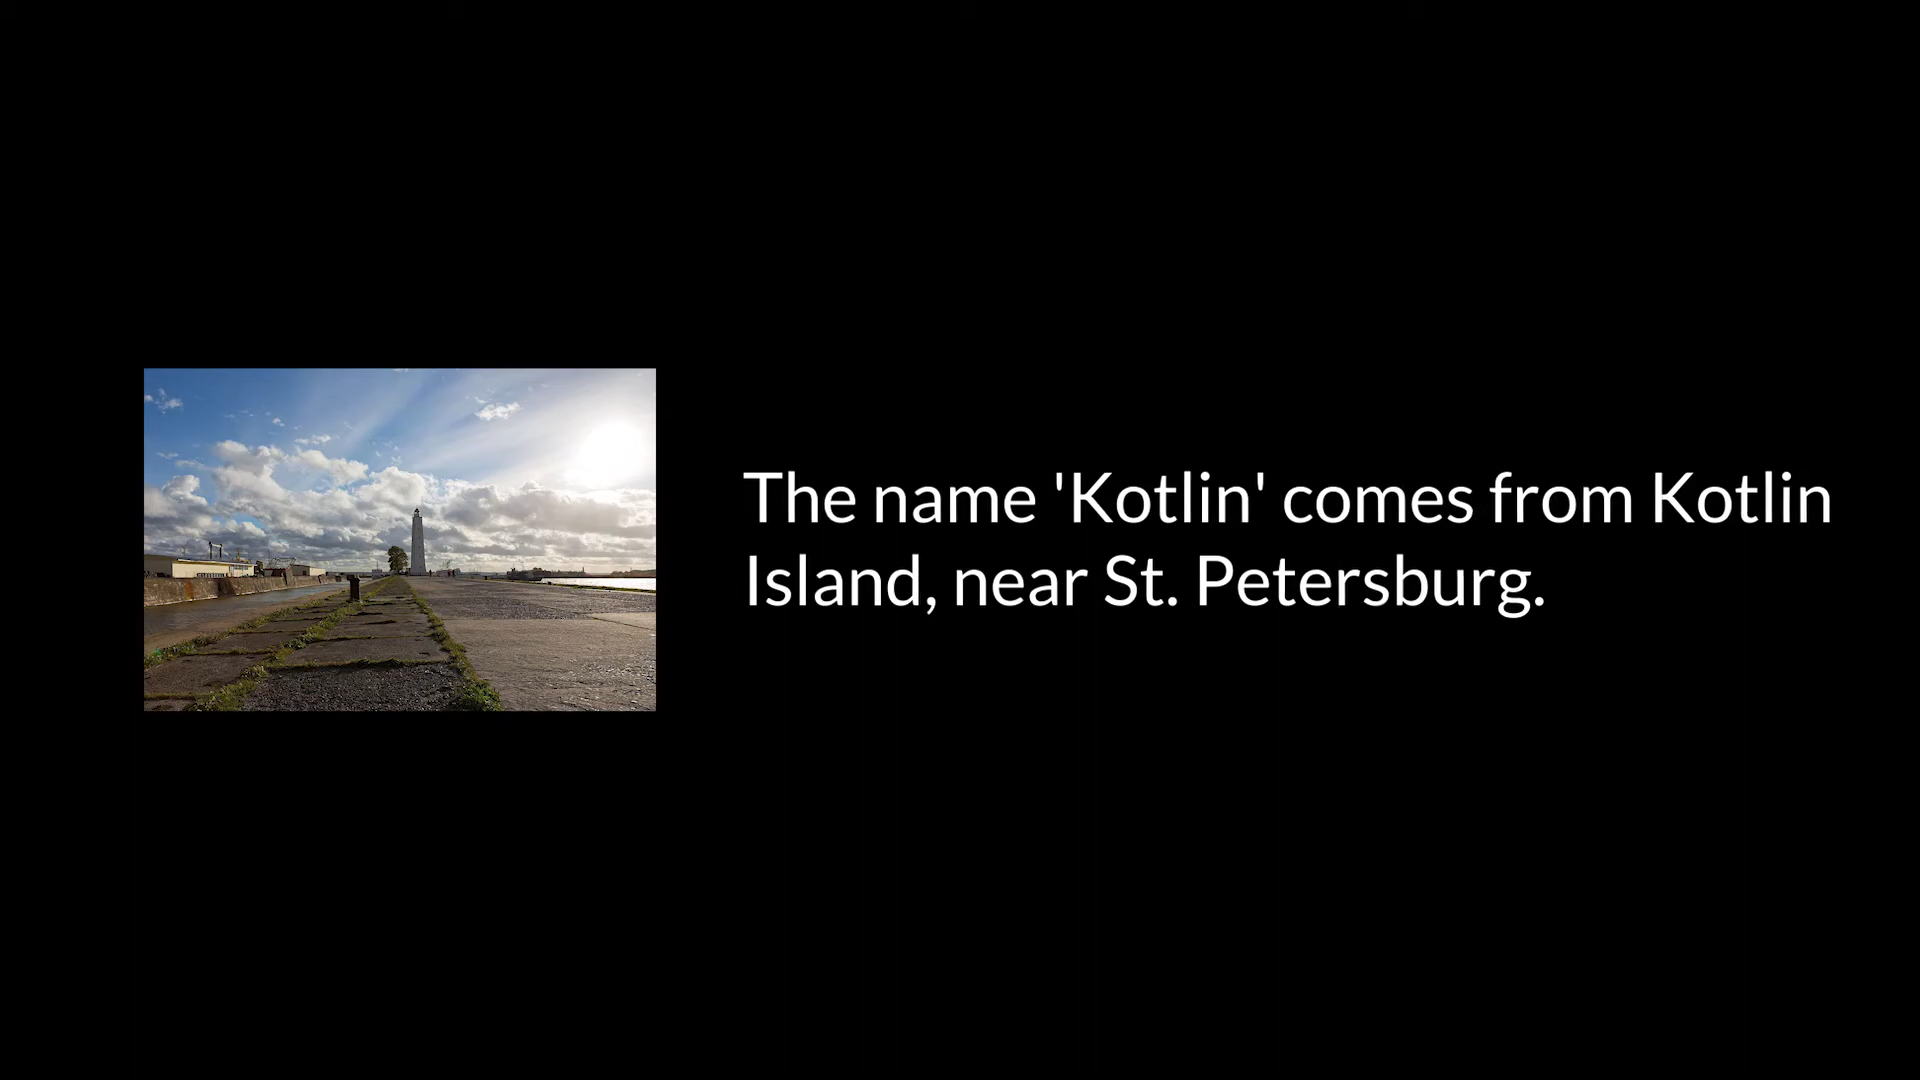 The name 'Kotlin' comes from Kotlin
Island, near St. Petersburg.